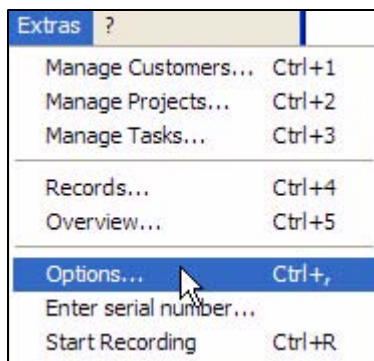 Extras ?
Manage Customers... Ctrl+1
Manage Projects... Ctrl+2
Manage Tasks... Ctrl+3
Records... Ctrl+4
Overview... Ctrl+5
Options... Ctrl+,
Enter serial number...
Start Recording Ctrl+R